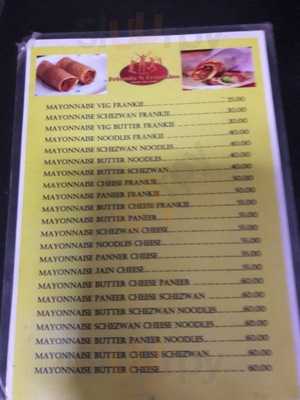 Friends &
MAYONNAISE VEG FRANKIE 25.00
MAYONNAISE SCHEZWAN FRANKIE 30.00
MAYONNAISE VEG BUTTER FRANKIE 30.00
MAYONNAISE NOODLES FRANKIE 40.00
MAYONNAISE SCHEZWAN NOODLES 40.00
MAYONNAISE BUTTER NOODLES 40.00
MAYONNAISE BUTTER SCHEZWAN 40.00
MAYONNAISE CHEESE FRANKIE 50.00
MAYONNAISE PANEER FRANKIE 50.00
MAYONNAISE BUTTER CHEESE FRANKIE 55.00
MAYONNAISE BUTTER PANEER 55.00
MAYONNAISE SCHEZWAN CHEESE 55.00
MAYONNAISE NOODLES CHEESE 55.00
MAYONNAISE PANNER CHEESE 55.00
MAYONNAISE JAIN CHEESE 55.00
MAYONNAISE BUTTER CHEESE PANEER 60.00
MAYONNAISE PANEER CHEESE SCHEZWAN 60.00
MAYONNAISE BUTTER SCHEZWAN NOODLES 60.00
MAYONNAISE SCHEZWAN CHEESE NOODLES 60.00
MAYONNAISE BUTTER PANEER NOODLES 60.00
MAYONNAISE BUTTER CHEESE SCHEZWAN 60.00
MAYONNAISE BUTTER CHEESE 60.00